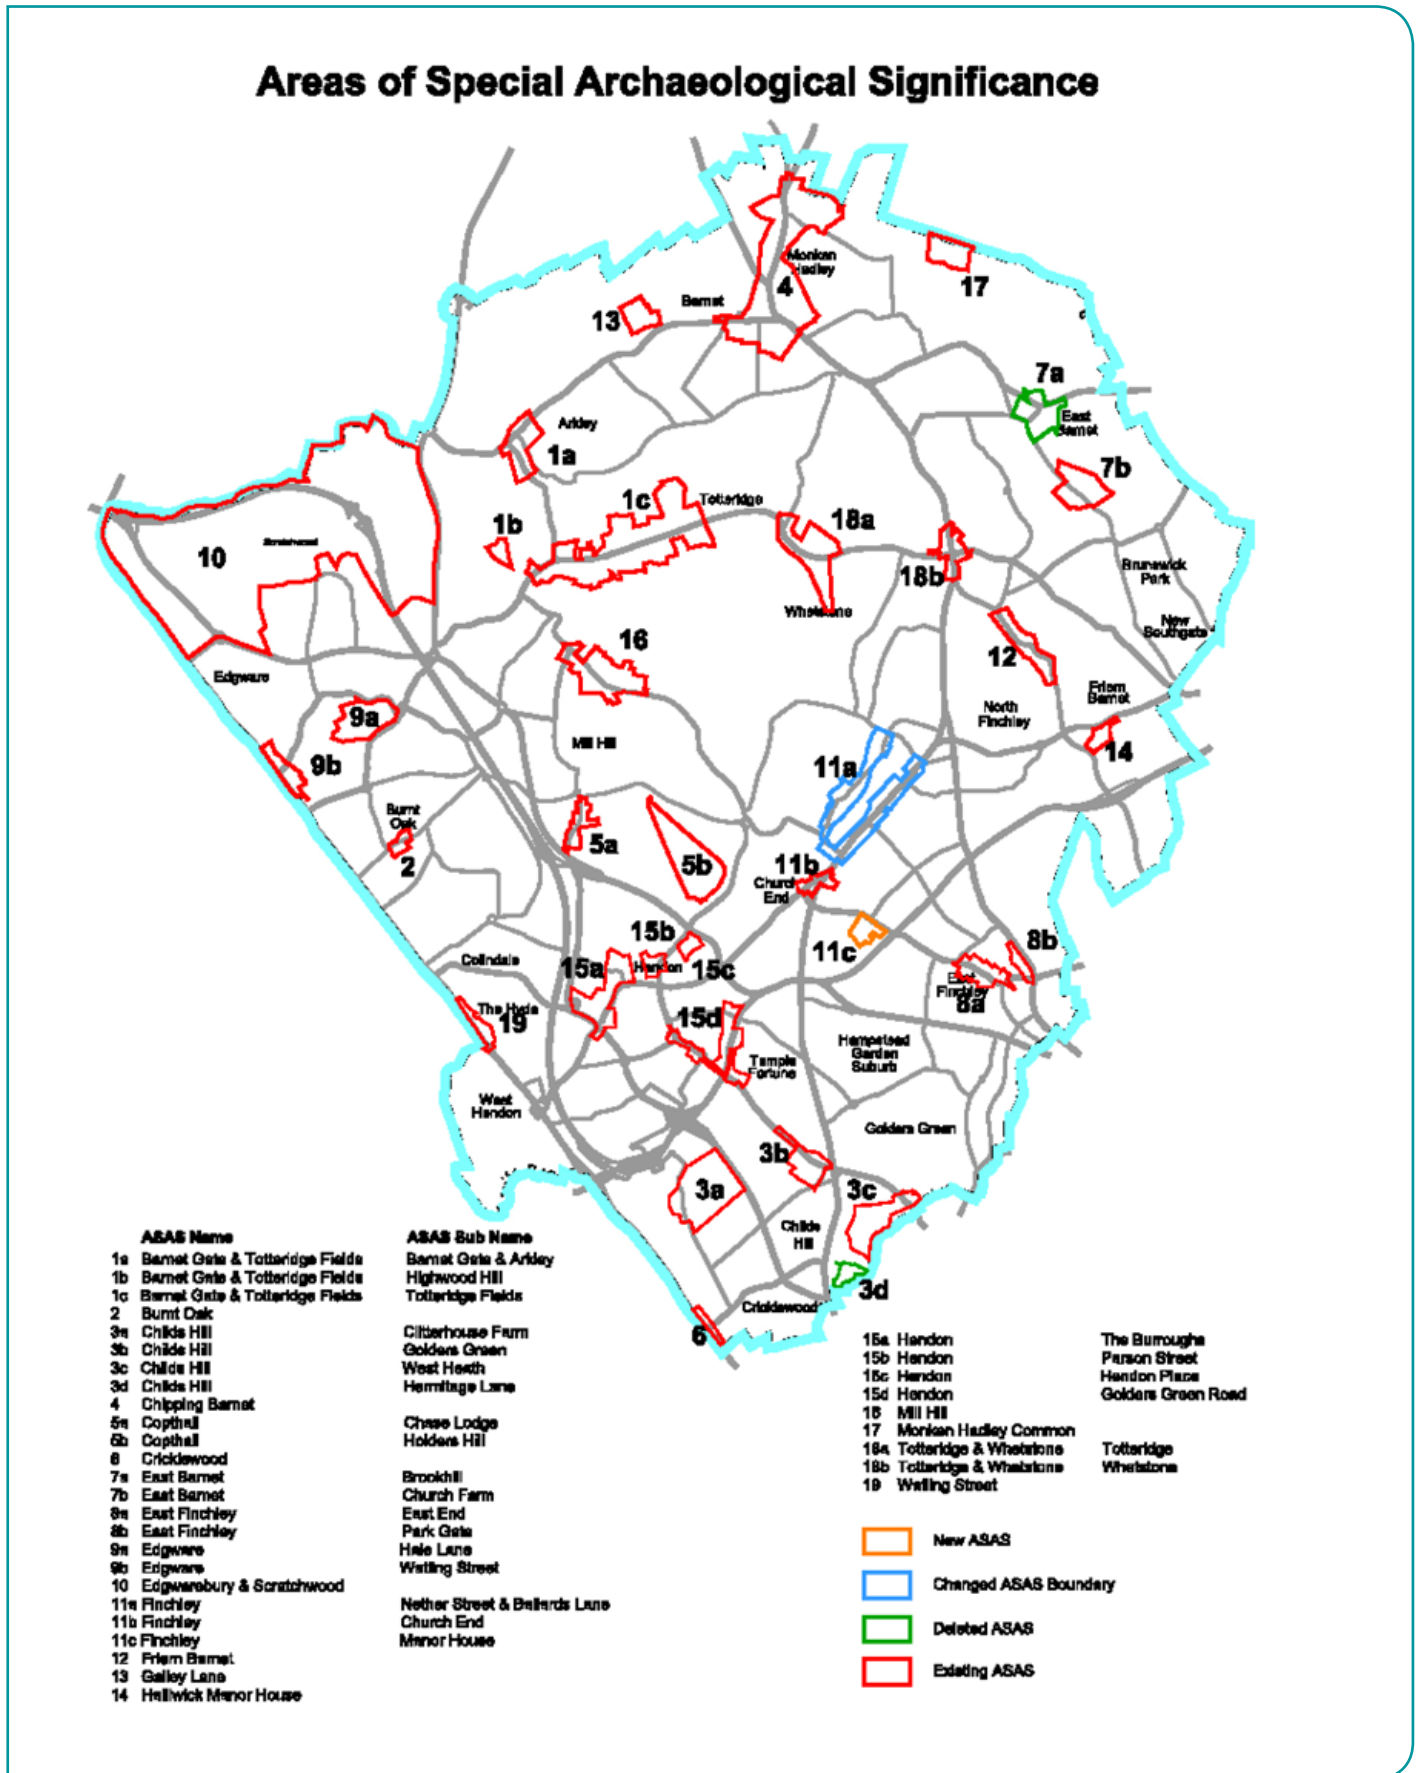 Areas of Special Archaeological Significance
Monken
Hadley
4
17
13
Barnet
7a
East
Barnet
Arkley
1a
7b
1c
Totteridge
18a
1b
10
Scratchwood
18b
Brunswick
Park
Whetstone
New
Southgate
16
12
Edgware
Friern
Barnet
9a
North
Finchley
Mill Hill
14
9b
11a
Burnt
Oak
2
5a
5b
11b
Church
End
15b
11c
8b
Colindale
15a
Hendon
15c
East
Finchley
8a
The Hyde
19
15d
Hampstead
Garden
Suburb
Temple
Fortune
West
Hendon
Golders Green
3b
3a
3c
Childs
Hill
3d
Cricklewood
6
ASAS Name ASAS Sub Name
1a Barnet Gate & Totteridge Fields Barnet Gate & Arkley
1b Barnet Gate & Totteridge Fields Highwood Hill
1c Barnet Gate & Totteridge Fields Totteridge Fields
2 Burnt Oak
3a Childs Hill Clitterhouse Farm
3b Childs Hill Golders Green
3c Childs Hill West Heath
3d Childs Hill Hermitage Lane
4 Chipping Barnet
5a Copthall Chase Lodge
5b Copthall Holders Hill
6 Cricklewood
7a East Barnet Brookhill
7b East Barnet Church Farm
8a East Finchley East End
8b East Finchley Park Gate
9a Edgware Hale Lane
9b Edgware Watling Street
10 Edgwarebury & Scratchwood
11a Finchley Nether Street & Ballards Lane
11b Finchley Church End
11c Finchley Manor House
12 Friern Barnet
13 Galley Lane
14 Halliwick Manor House
15a Hendon The Burroughs
15b Hendon Parson Street
15c Hendon Hendon Place
15d Hendon Golders Green Road
16 Mill Hill
17 Monken Hadley Common
18a Totteridge & Whetstone Totteridge
18b Totteridge & Whetstone Whetstone
19 Watling Street
New ASAS
Changed ASAS Boundary
Deleted ASAS
Existing ASAS